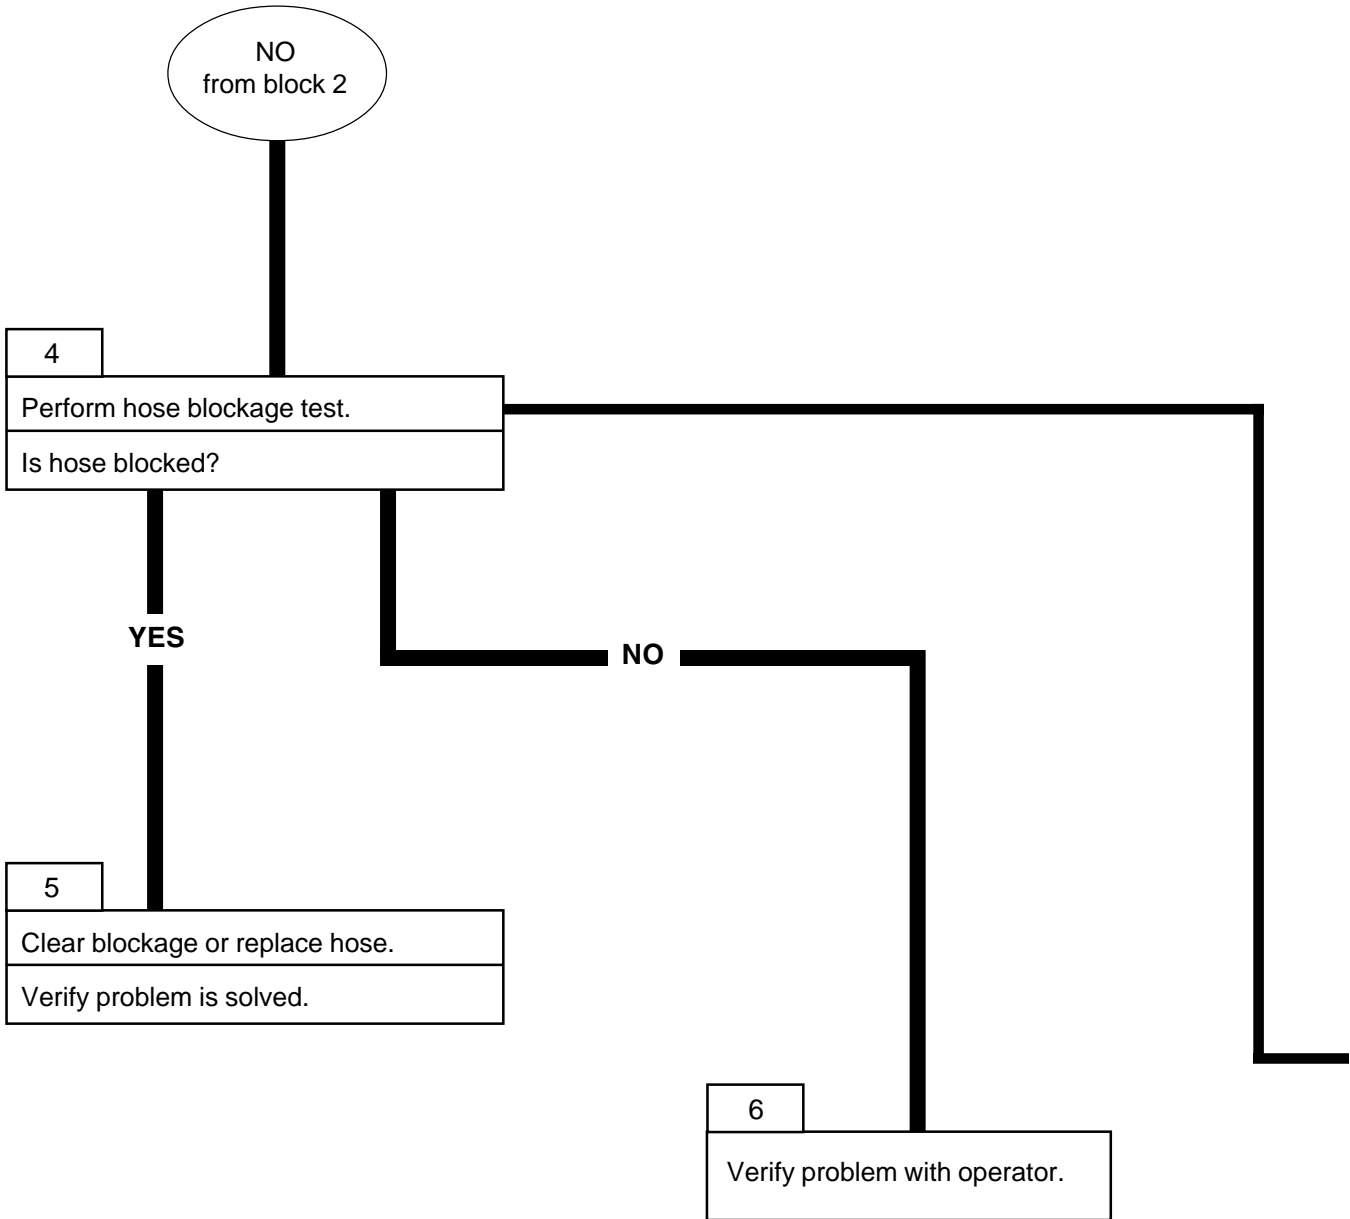 NO
from block 2
4
Perform hose blockage test.
Is hose blocked?
YES
NO
5
Clear blockage or replace hose.
Verify problem is solved.
6
Verify problem with operator.